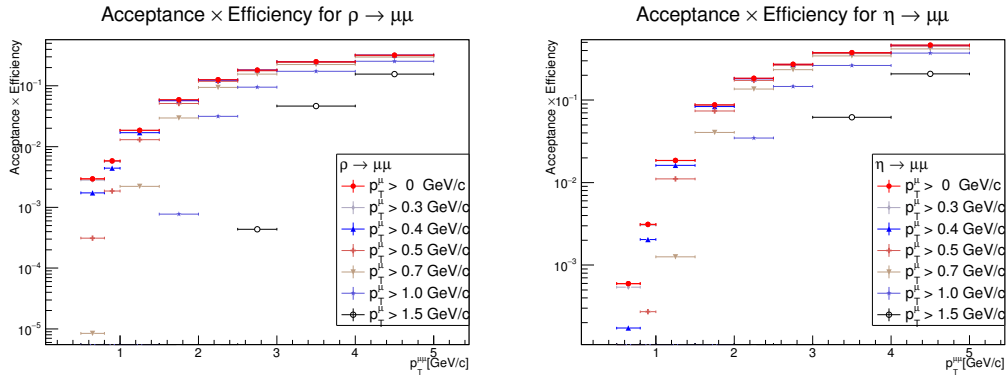 Acceptance × Efficiency for ρ → μμ
Acceptance × Efficiency
10⁻¹
10⁻²
10⁻³
10⁻⁴
10⁻⁵
ρ → μμ
p_T^μ > 0 GeV/c
p_T^μ > 0.3 GeV/c
p_T^μ > 0.4 GeV/c
p_T^μ > 0.5 GeV/c
p_T^μ > 0.7 GeV/c
p_T^μ > 1.0 GeV/c
p_T^μ > 1.5 GeV/c
1 2 3 4 5
p_T^μμ[GeV/c]
Acceptance × Efficiency for η → μμ
Acceptance × Efficiency
10⁻¹
10⁻²
10⁻³
η → μμ
p_T^μ > 0 GeV/c
p_T^μ > 0.3 GeV/c
p_T^μ > 0.4 GeV/c
p_T^μ > 0.5 GeV/c
p_T^μ > 0.7 GeV/c
p_T^μ > 1.0 GeV/c
p_T^μ > 1.5 GeV/c
1 2 3 4 5
p_T^μμ[GeV/c]